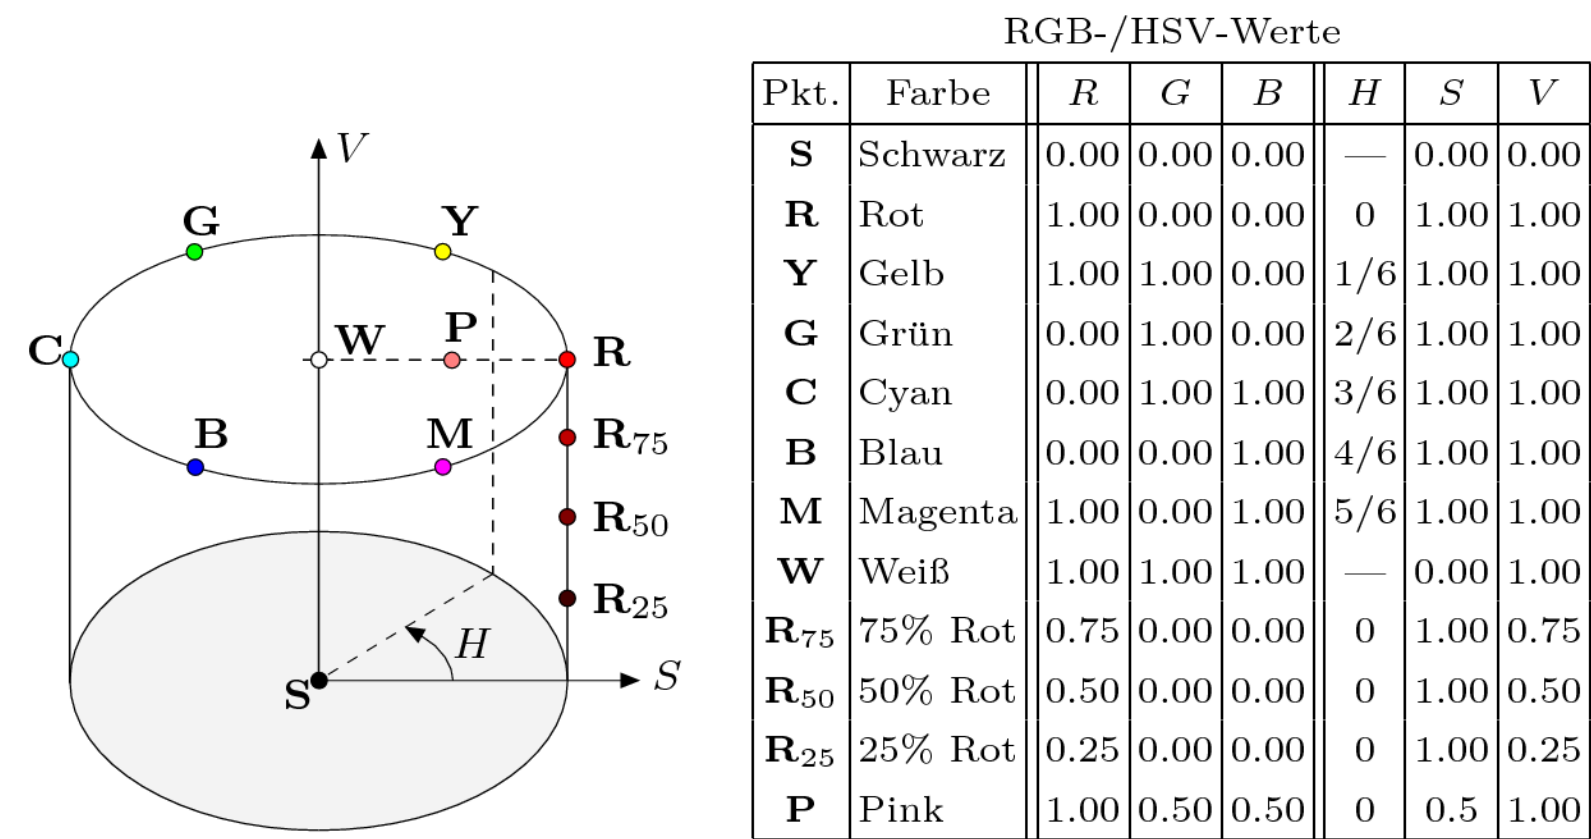 V
G Y
W P
C R
B M
R75
R50
R25
H
S S
RGB-/HSV-Werte
Pkt. Farbe R G B H S V
S Schwarz 0.00 0.00 0.00 — 0.00 0.00
R Rot 1.00 0.00 0.00 0 1.00 1.00
Y Gelb 1.00 1.00 0.00 1/6 1.00 1.00
G Grün 0.00 1.00 0.00 2/6 1.00 1.00
C Cyan 0.00 1.00 1.00 3/6 1.00 1.00
B Blau 0.00 0.00 1.00 4/6 1.00 1.00
M Magenta 1.00 0.00 1.00 5/6 1.00 1.00
W Weiß 1.00 1.00 1.00 — 0.00 1.00
R75 75% Rot 0.75 0.00 0.00 0 1.00 0.75
R50 50% Rot 0.50 0.00 0.00 0 1.00 0.50
R25 25% Rot 0.25 0.00 0.00 0 1.00 0.25
P Pink 1.00 0.50 0.50 0 0.5 1.00